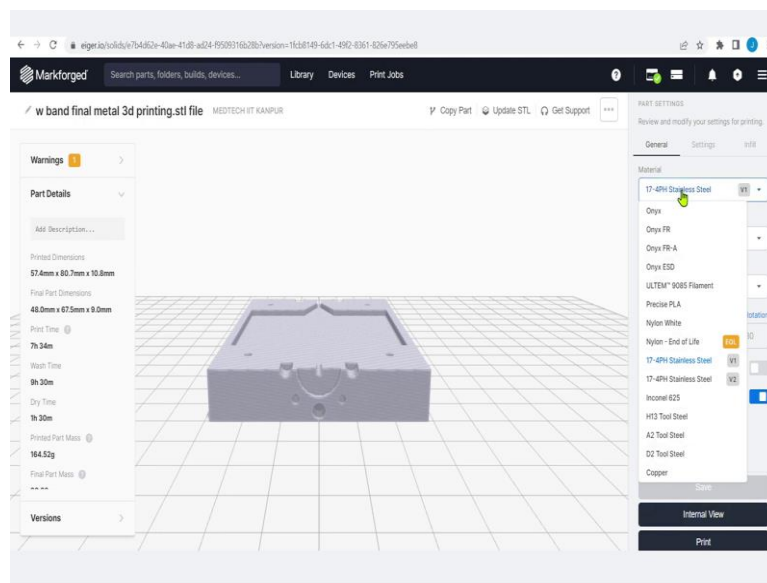 eiger.io/solids/e7b4d62e-40ae-41d8-ad24-f9509316b28b?version=1fcb8149-6dc1-49f2-8361-826e795eebe8
Markforged
Search parts, folders, builds, devices...
Library
Devices
Print Jobs
w band final metal 3d printing.stl file
MEDTECH IIT KANPUR
Copy Part
Update STL
Get Support
Warnings 1
Part Details
Add Description...
Printed Dimensions
57.4mm x 80.7mm x 10.8mm
Final Part Dimensions
48.0mm x 67.5mm x 9.0mm
Print Time
7h 34m
Wash Time
9h 30m
Dry Time
1h 30m
Printed Part Mass
164.52g
Final Part Mass
Versions
PART SETTINGS
Review and modify your settings for printing.
General
Settings
Infill
Material
17-4PH Stainless Steel V1
Onyx
Onyx FR
Onyx FR-A
Onyx ESD
ULTEM™ 9085 Filament
Precise PLA
Nylon White
Nylon - End of Life EOL
17-4PH Stainless Steel V1
17-4PH Stainless Steel V2
Inconel 625
H13 Tool Steel
A2 Tool Steel
D2 Tool Steel
Copper
Save
Internal View
Print